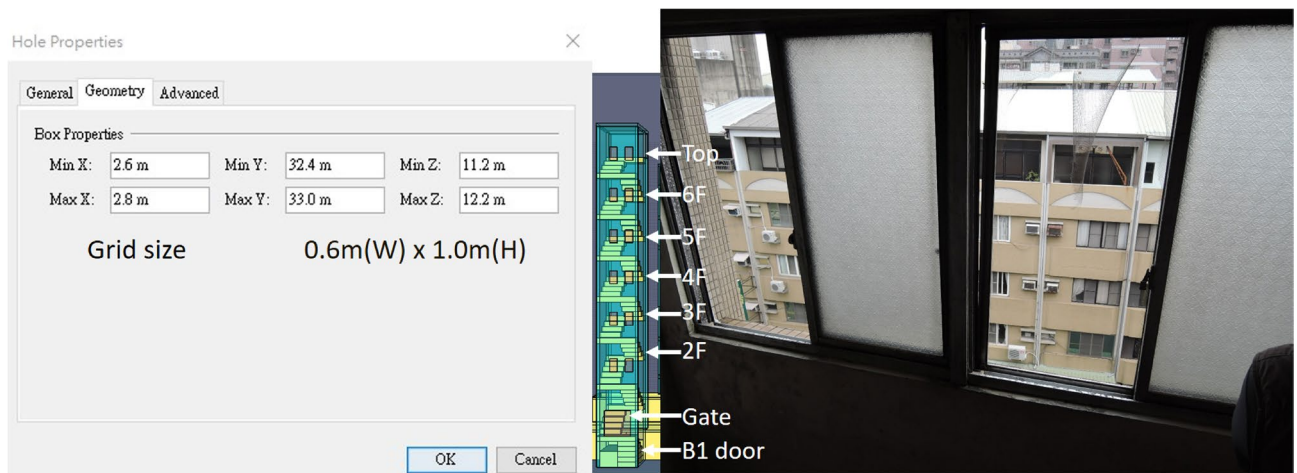 Hole Properties
General Geometry Advanced
Box Properties
Min X: 2.6 m Min Y: 32.4 m Min Z: 11.2 m
Max X: 2.8 m Max Y: 33.0 m Max Z: 12.2 m
Grid size 0.6m(W) x 1.0m(H)
OK Cancel
Top
6F
5F
4F
3F
2F
Gate
B1 door